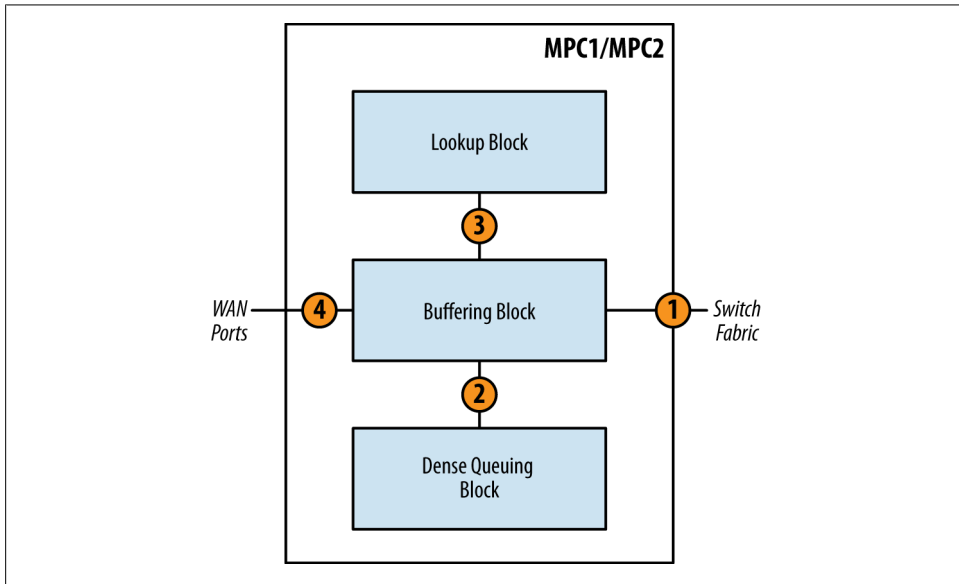 MPC1/MPC2
Lookup Block
3
WAN
Ports
4
Buffering Block
1
Switch
Fabric
2
Dense Queuing
Block